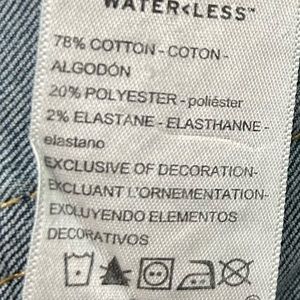 WATER<LESS™
78% COTTON - COTON -
ALGODÓN
20% POLYESTER - poliéster
2% ELASTANE - ELASTHANNE -
elastano
EXCLUSIVE OF DECORATION-
EXCLUANT L'ORNEMENTATION-
EXCLUYENDO ELEMENTOS
DECORATIVOS